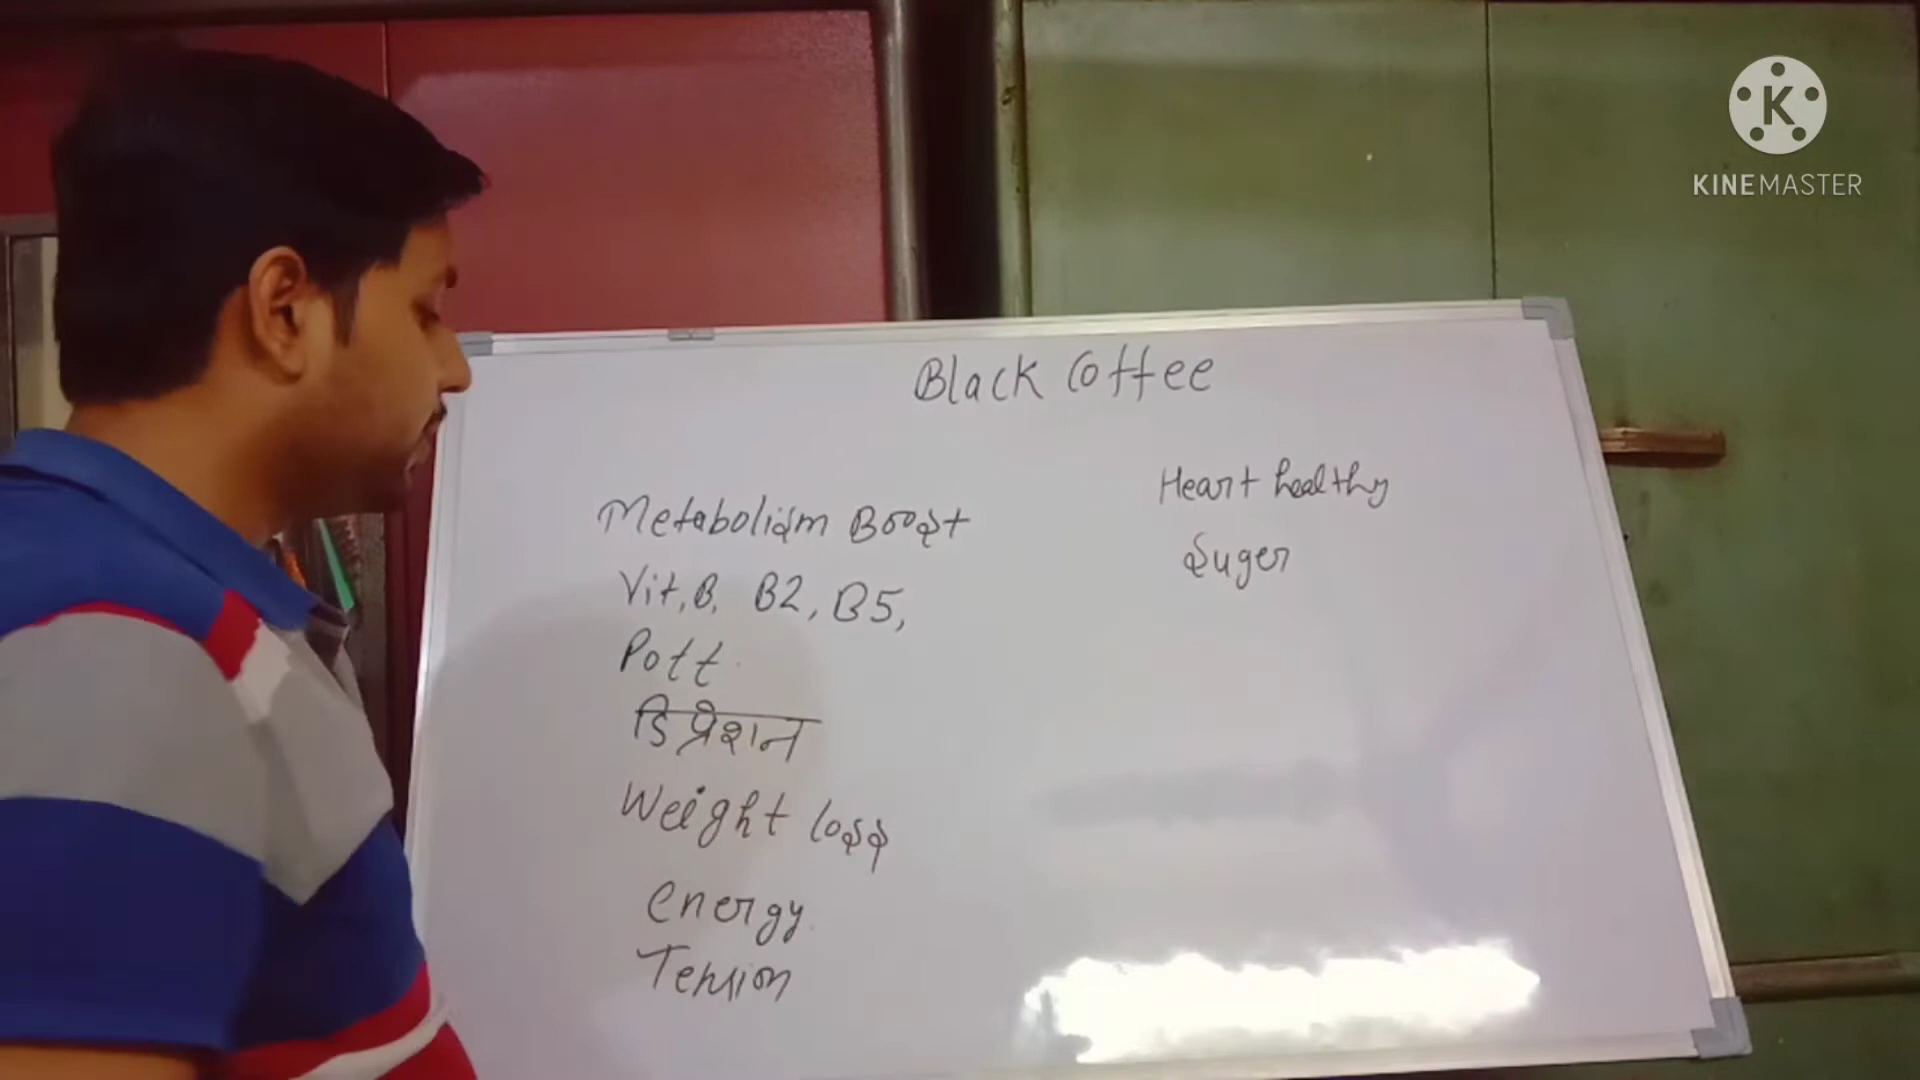 KINEMASTER
Black Coffee
Metabolism Boost
Vit, B, B2, B5,
Pott
डिप्रेशन
Weight loss
energy
Tension
Heart healthy
Suger